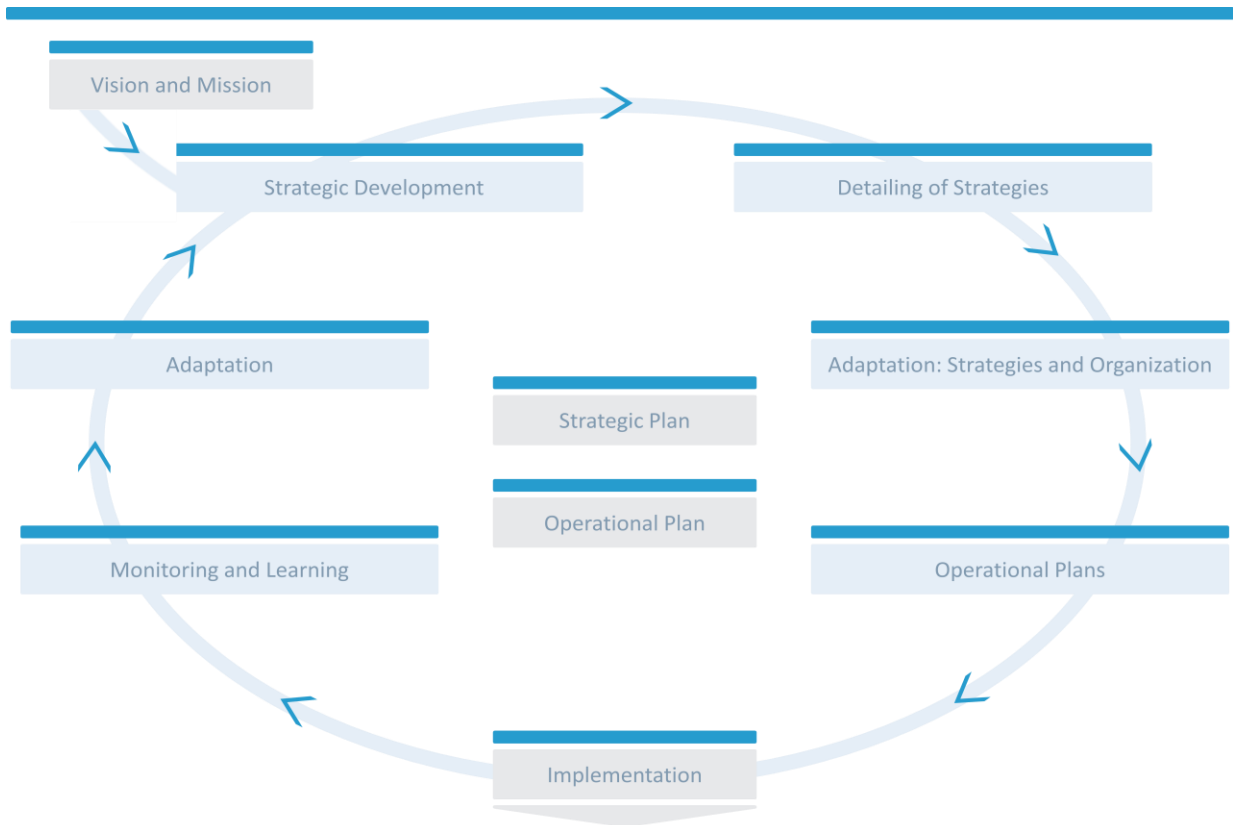 Vision and Mission
Strategic Development
Detailing of Strategies
Adaptation
Adaptation: Strategies and Organization
Strategic Plan
Operational Plan
Monitoring and Learning
Operational Plans
Implementation